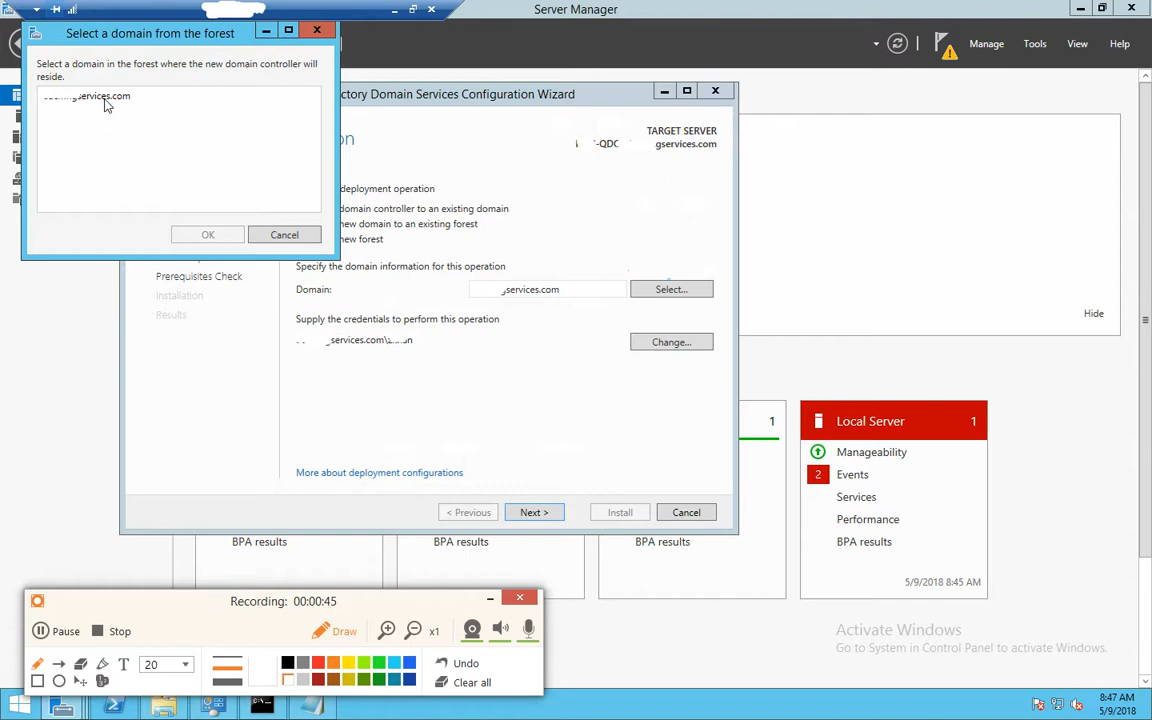 Server Manager
Select a domain from the forest
Manage
Tools
View
Help
Select a domain in the forest where the new domain controller will
reside.
Domain Services Configuration Wizard
TARGET SERVER
gservices.com
deployment operation
domain controller to an existing domain
new domain to an existing forest
new forest
OK
Cancel
Specify the domain information for this operation
Prerequisites Check
Domain:
services.com
Select...
Installation
Results
Hide
Supply the credentials to perform this operation
Change...
1
Local Server
1
Manageability
2
Events
Services
Performance
BPA results
More about deployment configurations
< Previous
Next >
Install
Cancel
BPA results
BPA results
BPA results
5/9/2018 8:45 AM
Recording:
00:00:45
Pause
Stop
Draw
x1
T
20
Undo
Clear all
Activate Windows
Go to System in Control Panel to activate Windows.
8:47 AM
5/9/2018